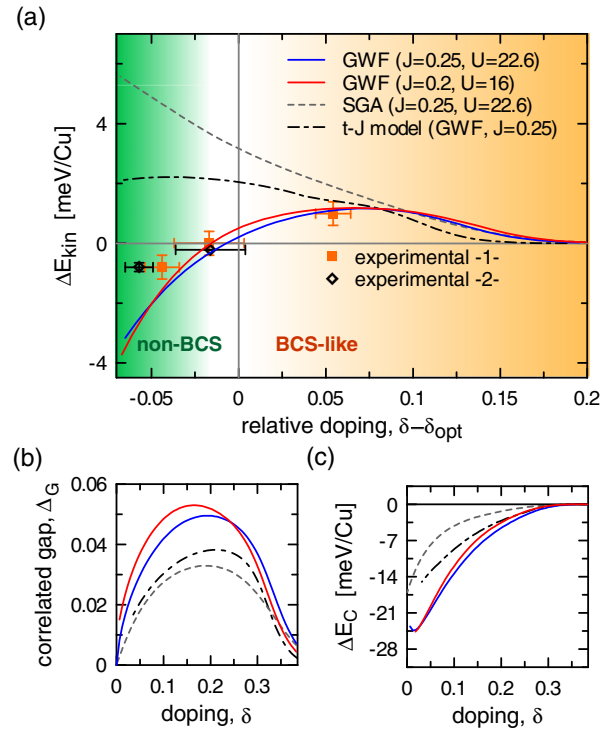 (a)
GWF (J=0.25, U=22.6)
GWF (J=0.2, U=16)
SGA (J=0.25, U=22.6)
t-J model (GWF, J=0.25)
ΔE_kin [meV/Cu]
4
0
-4
experimental -1-
experimental -2-
non-BCS
BCS-like
-0.05 0 0.05 0.1 0.15 0.2
relative doping, δ−δ_opt
(b)
correlated gap, Δ_G
0.06
0.04
0.02
0
0 0.1 0.2 0.3
doping, δ
(c)
ΔE_C [meV/Cu]
0
-7
-14
-21
-28
0 0.1 0.2 0.3
doping, δ